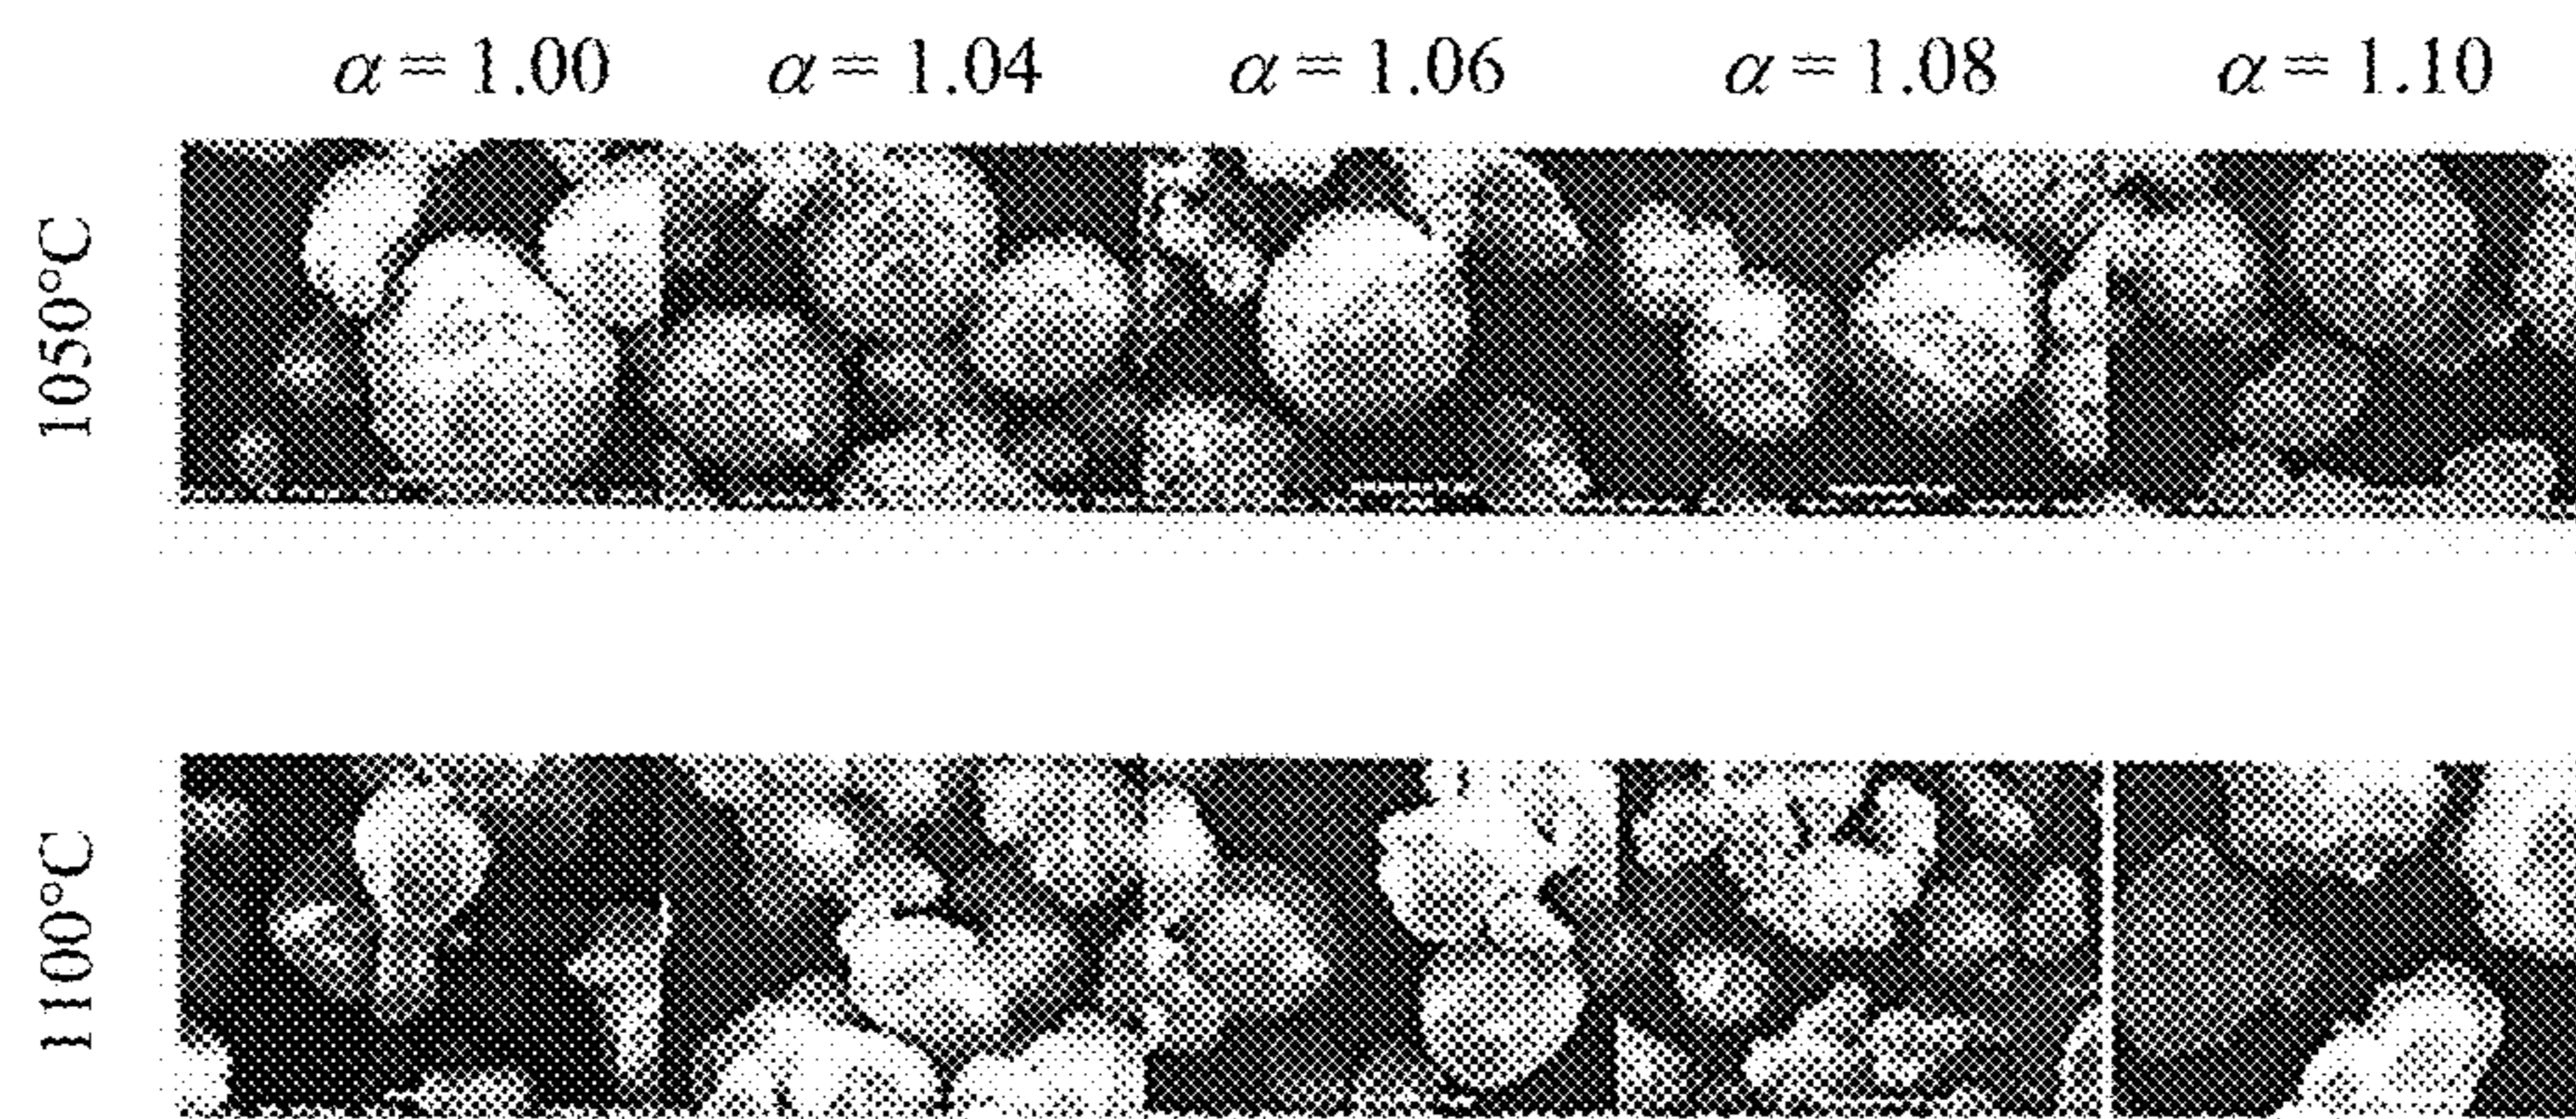 α = 1.00 α = 1.04 α = 1.06 α = 1.08 α = 1.10
1050°C
1100°C